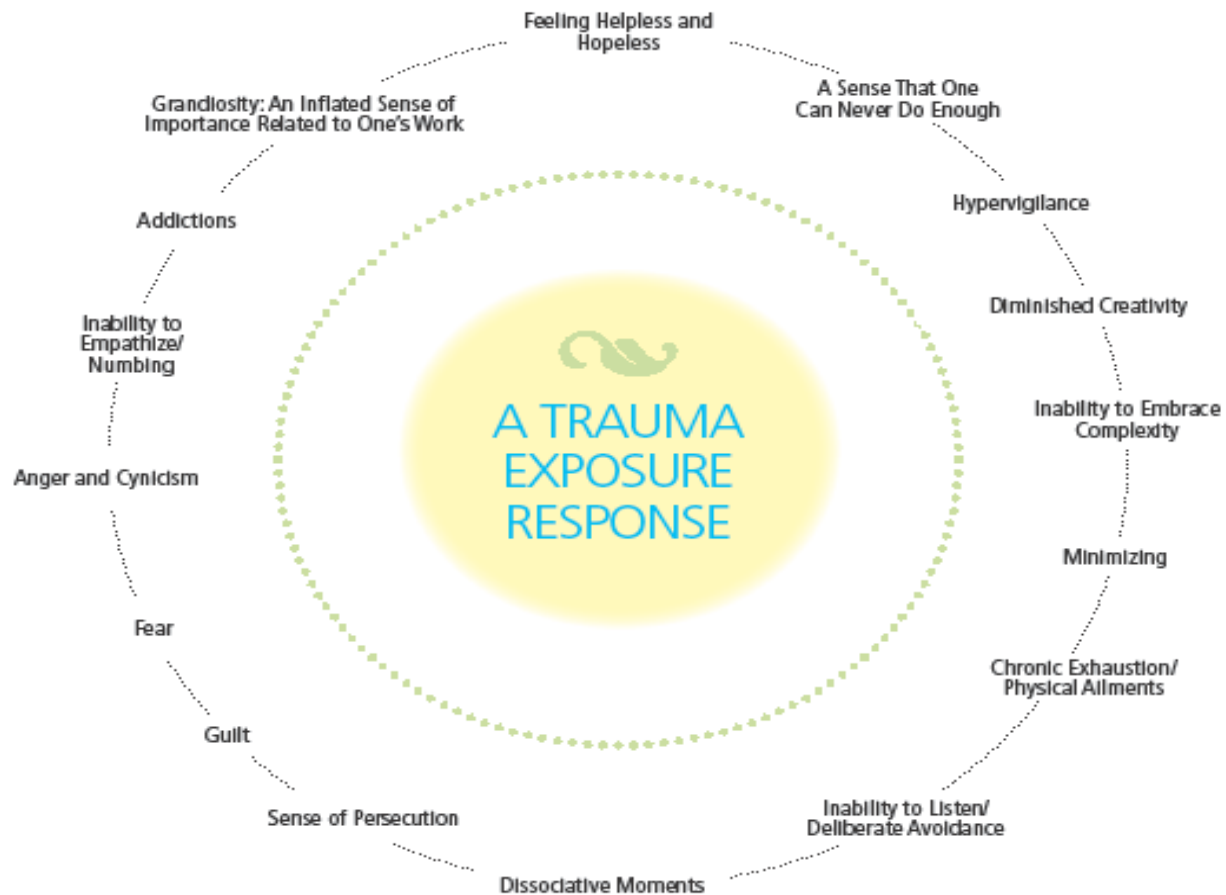 Feeling Helpless and
Hopeless
A Sense That One
Can Never Do Enough
Hypervigilance
Diminished Creativity
Inability to Embrace
Complexity
Minimizing
Chronic Exhaustion/
Physical Ailments
Inability to Listen/
Deliberate Avoidance
Dissociative Moments
Sense of Persecution
Guilt
Fear
Anger and Cynicism
Inability to
Empathize/
Numbing
Addictions
Grandiosity: An Inflated Sense of
Importance Related to One's Work
A TRAUMA
EXPOSURE
RESPONSE